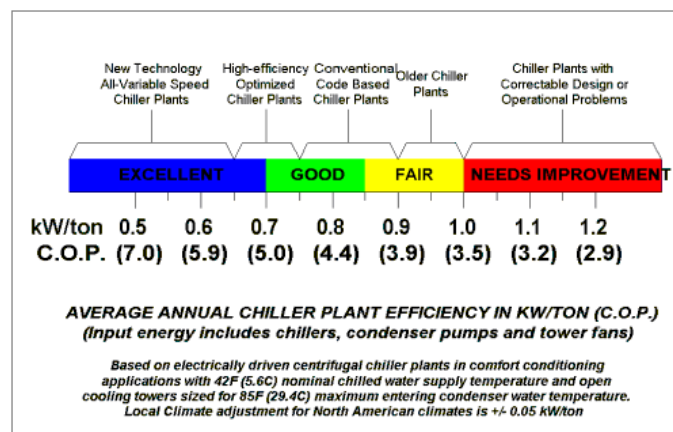 New Technology
All-Variable Speed
Chiller Plants
High-efficiency
Optimized
Chiller Plants
Conventional
Code Based
Chiller Plants
Older Chiller
Plants
Chiller Plants with
Correctable Design or
Operational Problems
EXCELLENT GOOD FAIR NEEDS IMPROVEMENT
kW/ton 0.5 0.6 0.7 0.8 0.9 1.0 1.1 1.2
C.O.P. (7.0) (5.9) (5.0) (4.4) (3.9) (3.5) (3.2) (2.9)
AVERAGE ANNUAL CHILLER PLANT EFFICIENCY IN KW/TON (C.O.P.)
(Input energy includes chillers, condenser pumps and tower fans)
Based on electrically driven centrifugal chiller plants in comfort conditioning
applications with 42F (5.6C) nominal chilled water supply temperature and open
cooling towers sized for 85F (29.4C) maximum entering condenser water temperature.
Local Climate adjustment for North American climates is +/- 0.05 kW/ton